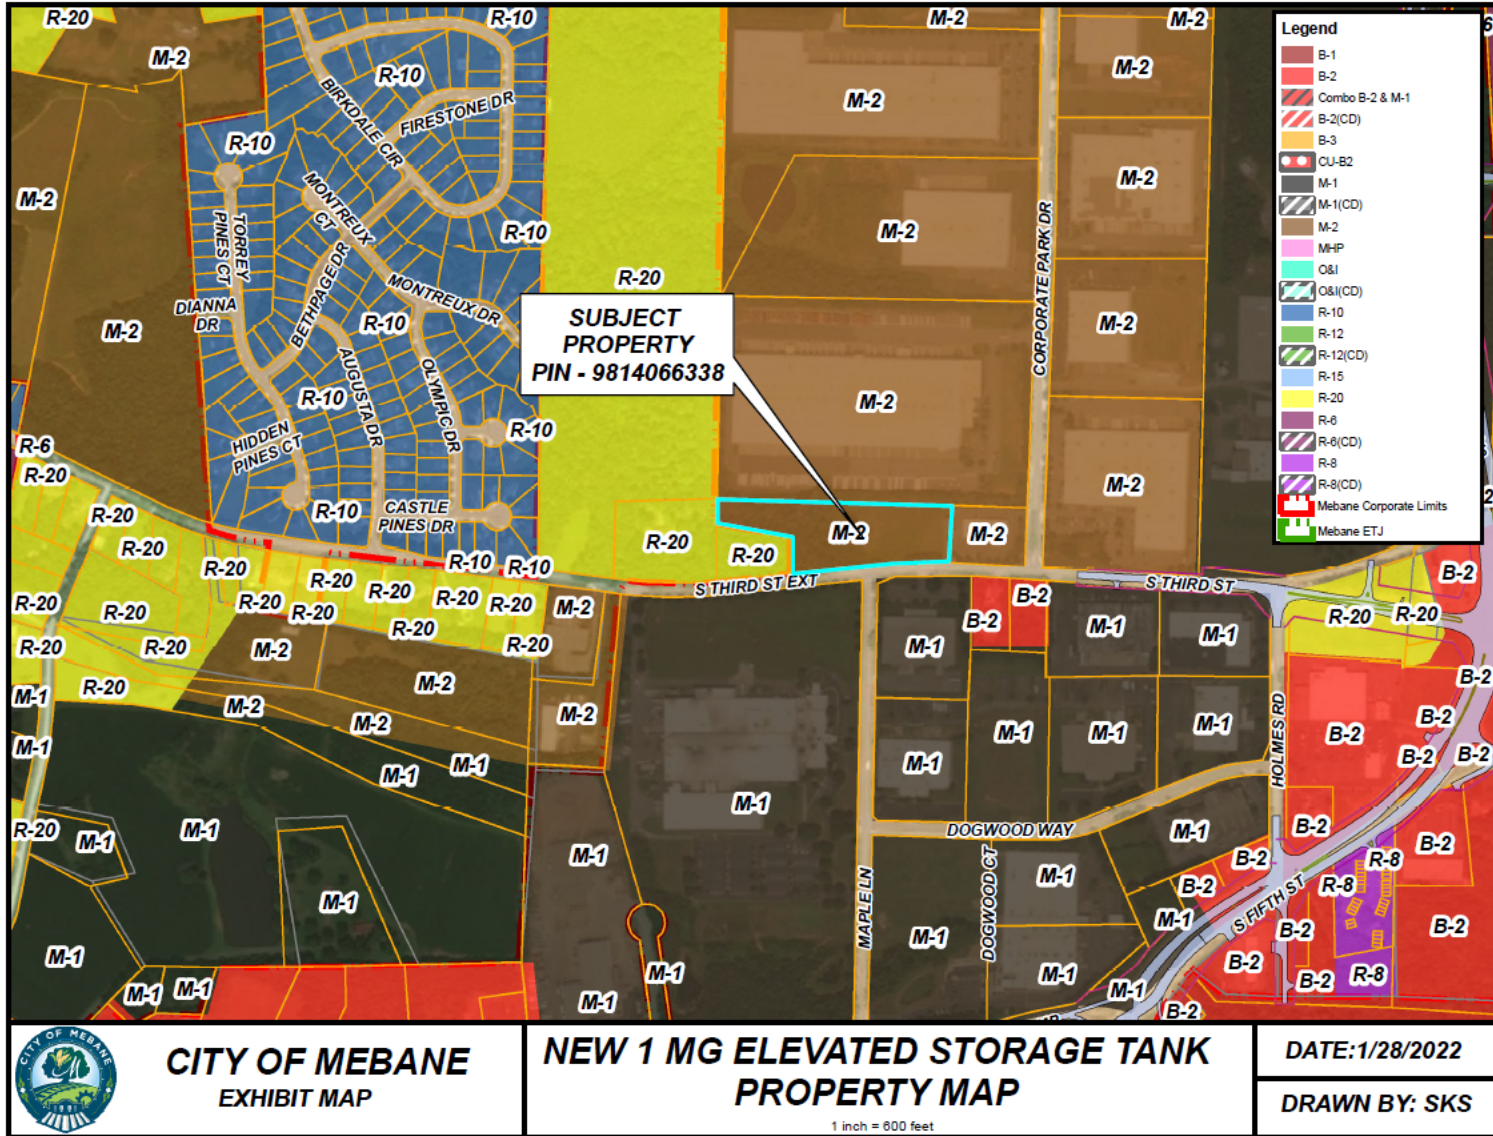 R-20
R-10
M-2
M-2
M-2
R-10
M-2
M-2
BIRKDALE CIR
FIRESTONE DR
R-10
M-2
M-2
MONTREUX
CT
R-10
M-2
TORREY
PINES CT
BETHPAGE DR
MONTREUX DR
R-20
CORPORATE PARK DR
DIANNA
DR
R-10
M-2
M-2
SUBJECT
PROPERTY
PIN - 9814066338
AUGUSTA DR
OLYMPIC DR
R-10
M-2
HIDDEN
PINES CT
R-10
R-6
R-20
M-2
R-20
R-10
CASTLE
PINES DR
R-20
R-20
M-2
M-2
R-20
R-20
R-10
R-10
S THIRD ST EXT
S THIRD ST
R-20
R-20
R-20
R-20
R-20
R-20
R-20
R-20
M-2
B-2
B-2
M-1
M-1
R-20
R-20
B-2
R-20
R-20
M-2
R-20
M-1
R-20
M-1
M-2
M-2
M-2
M-2
M-1
M-1
M-1
HOLMES RD
B-2
B-2
B-2
B-2
B-2
M-1
M-1
M-1
M-1
M-1
R-20
M-1
M-1
M-1
DOGWOOD WAY
M-1
B-2
B-2
M-1
MAPLE LN
DOGWOOD CT
M-1
B-2
B-2
R-8
R-8
M-1
M-1
M-1
S FIFTH ST
B-2
B-2
M-1
M-1
M-1
B-2
B-2
R-8
M-1
M-1
M-1
M-1
B-2
Legend
B-1
B-2
Combo B-2 & M-1
B-2(CD)
B-3
CU-B2
M-1
M-1(CD)
M-2
MHP
O&I
O&I(CD)
R-10
R-12
R-12(CD)
R-15
R-20
R-6
R-6(CD)
R-8
R-8(CD)
Mebane Corporate Limits
Mebane ETJ
CITY OF MEBANE
1881
CITY OF MEBANE
EXHIBIT MAP
NEW 1 MG ELEVATED STORAGE TANK
PROPERTY MAP
1 inch = 600 feet
DATE:1/28/2022
DRAWN BY: SKS